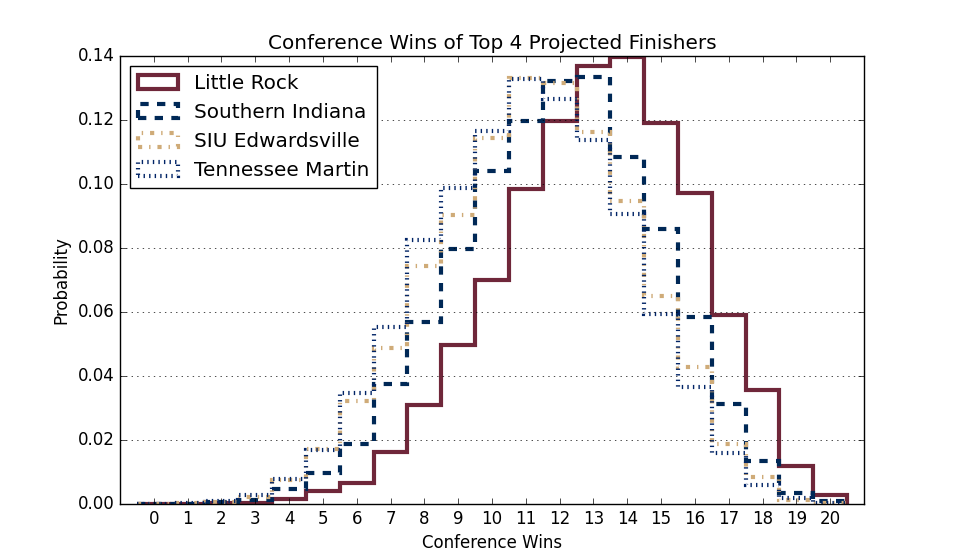 Conference Wins of Top 4 Projected Finishers
0.14
0.12
0.10
0.08
0.06
0.04
0.02
0.00
Probability
Little Rock
Southern Indiana
SIU Edwardsville
Tennessee Martin
0 1 2 3 4 5 6 7 8 9 10 11 12 13 14 15 16 17 18 19 20
Conference Wins